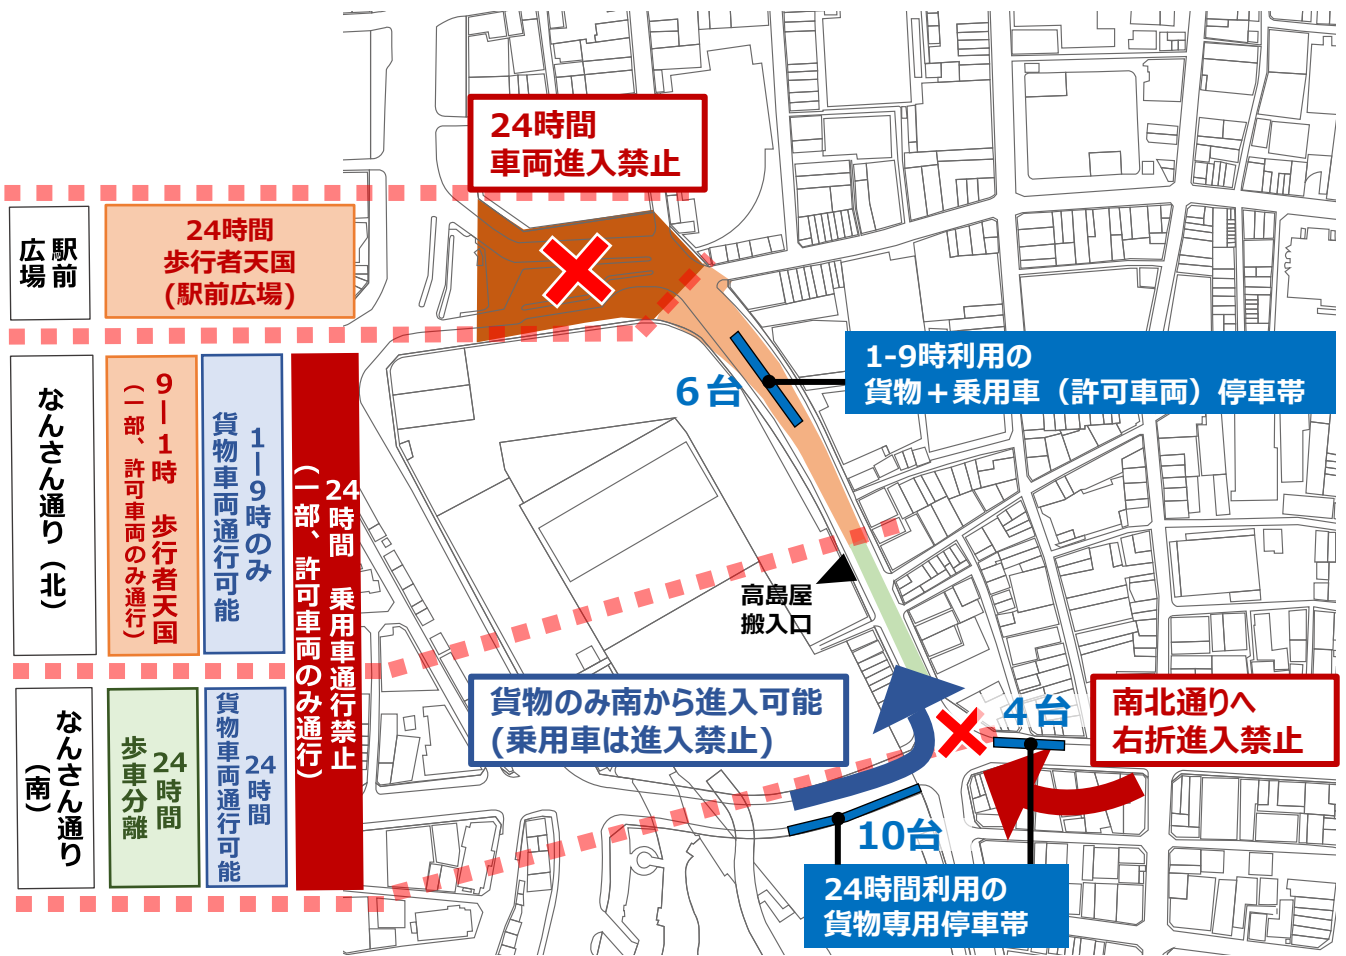 24時間
車両進入禁止
駅前
広場
24時間
歩行者天国
(駅前広場)
1-9時利用の
貨物＋乗用車（許可車両）停車帯
6台
なんさん通り（北）
9ー1時　歩行者天国
(一部、許可車両のみ通行)
1ー9時のみ
貨物車両通行可能
24時間　乗用車通行禁止
(一部、許可車両のみ通行)
高島屋
搬入口
貨物のみ南から進入可能
(乗用車は進入禁止)
4台
南北通りへ
右折進入禁止
なんさん通り
(南)
24時間
歩車分離
24時間
貨物車両通行可能
10台
24時間利用の
貨物専用停車帯